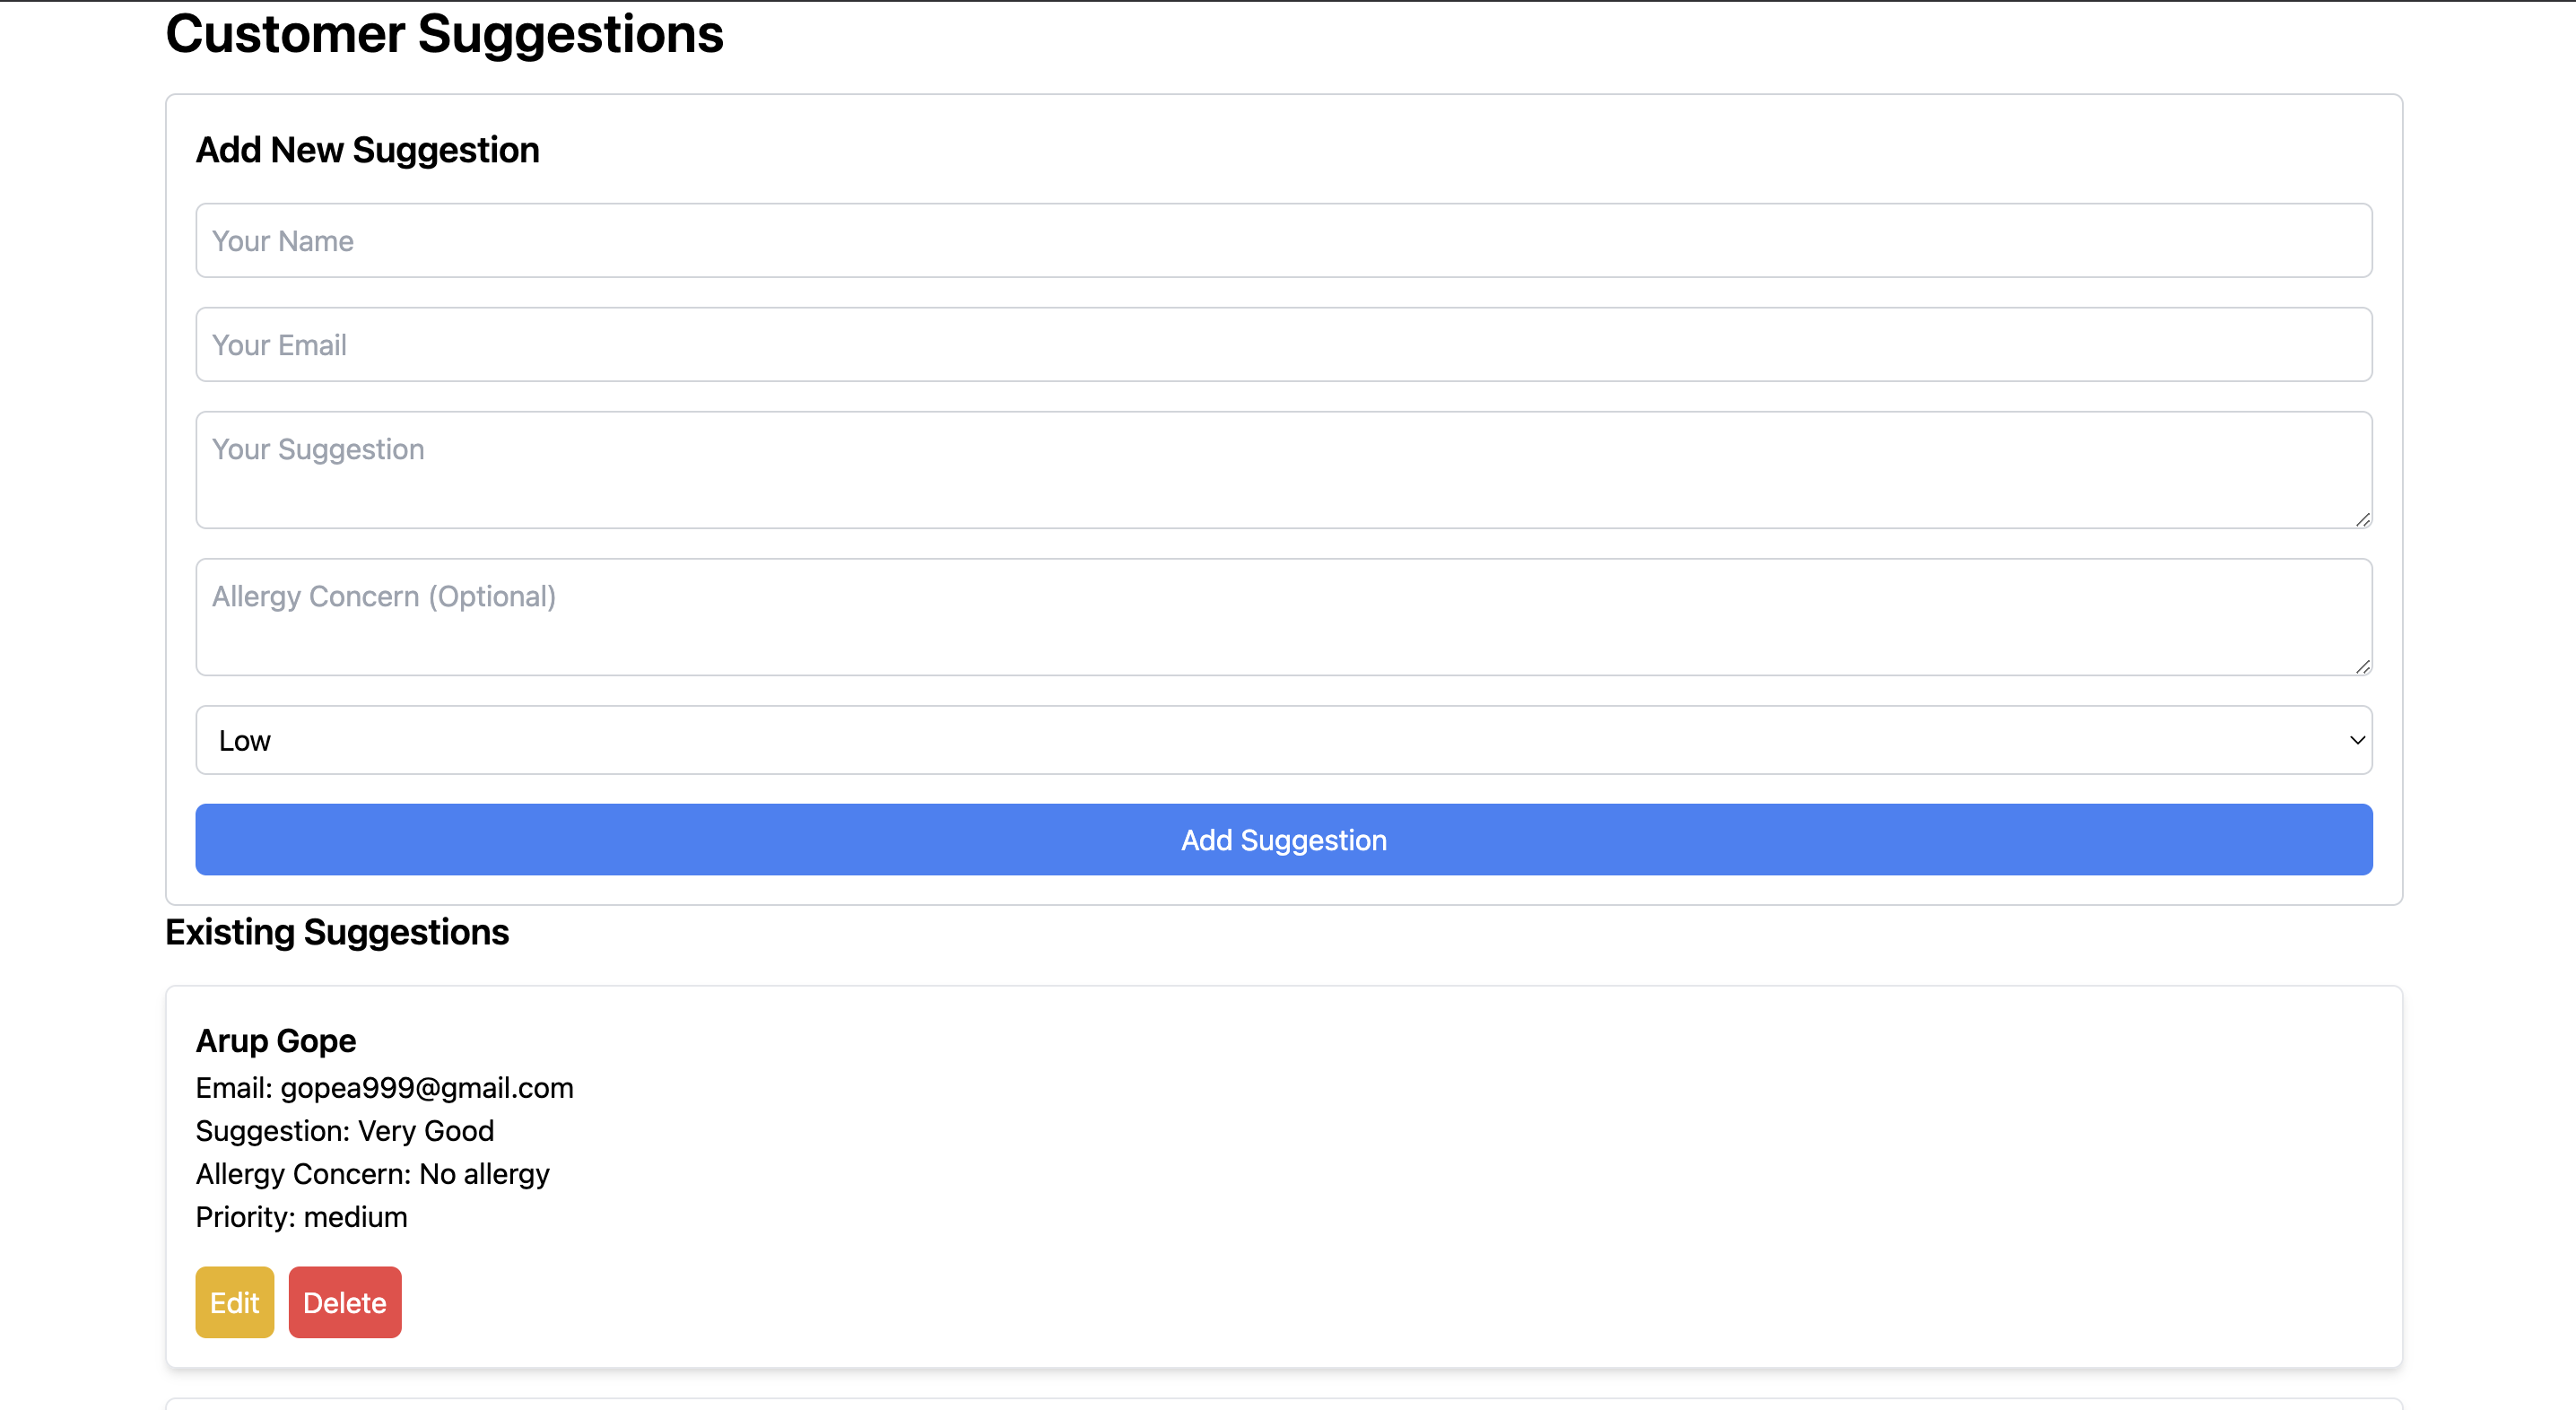 Customer Suggestions
Add New Suggestion
Your Name
Your Email
Your Suggestion
Allergy Concern (Optional)
Low
Add Suggestion
Existing Suggestions
Arup Gope
Email: gopea999@gmail.com
Suggestion: Very Good
Allergy Concern: No allergy
Priority: medium
Edit Delete